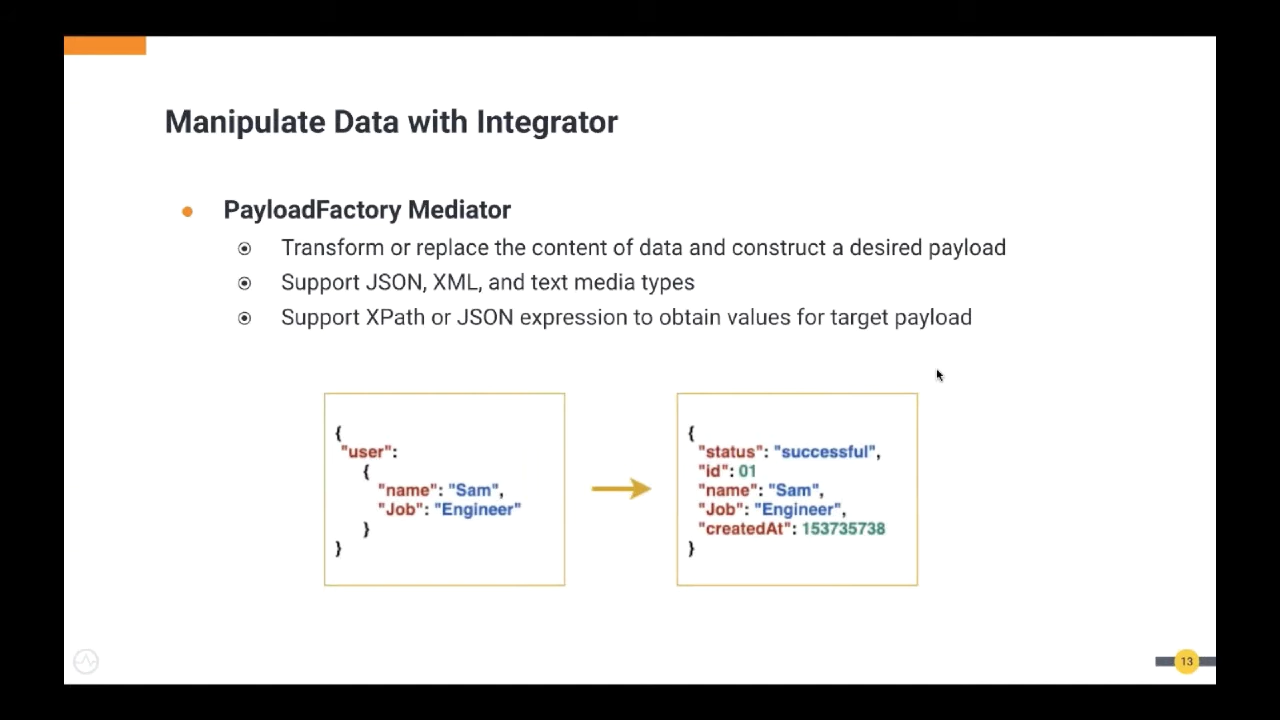 Manipulate Data with Integrator
PayloadFactory Mediator
Transform or replace the content of data and construct a desired payload
Support JSON, XML, and text media types
Support XPath or JSON expression to obtain values for target payload
{
"user":
{
"name": "Sam",
"Job": "Engineer"
}
}
{
"status": "successful",
"id": 01
"name": "Sam",
"Job": "Engineer",
"createdAt": 153735738
}
13